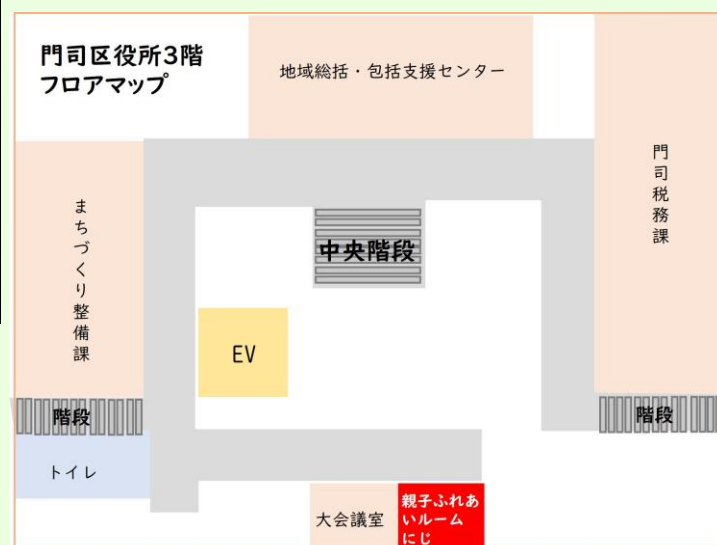 門司区役所3階
フロアマップ
地域総括・包括支援センター
門司税務課
まちづくり整備課
中央階段
EV
階段
階段
トイレ
大会議室
親子ふれあ
いルーム
にじ